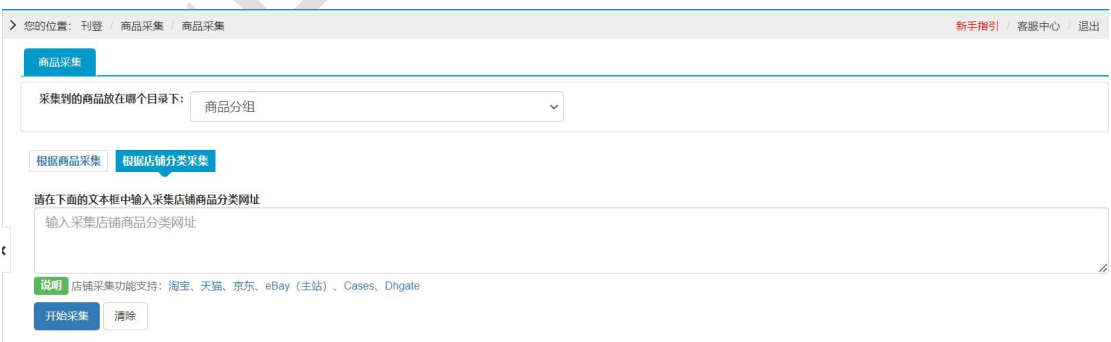 您的位置： 刊登 / 商品采集 / 商品采集 新手指引 / 客服中心 / 退出
商品采集
采集到的商品放在哪个目录下： 商品分组
根据商品采集 根据店铺分类采集
请在下面的文本框中输入采集店铺商品分类网址
输入采集店铺商品分类网址
说明 店铺采集功能支持：淘宝、天猫、京东、eBay（主站）、Cases、Dhgate
开始采集 清除